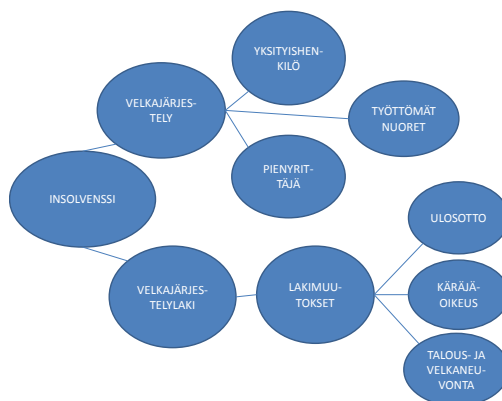 YKSITYISHEN-
KILÖ
VELKAJÄRJES-
TELY
TYÖTTÖMÄT
NUORET
PIENYRIT-
TÄJÄ
INSOLVENSSI
ULOSOTTO
VELKAJÄRJES-
TELYLAKI
LAKIMUU-
TOKSET
KÄRÄJÄ-
OIKEUS
TALOUS- JA
VELKANEU-
VONTA